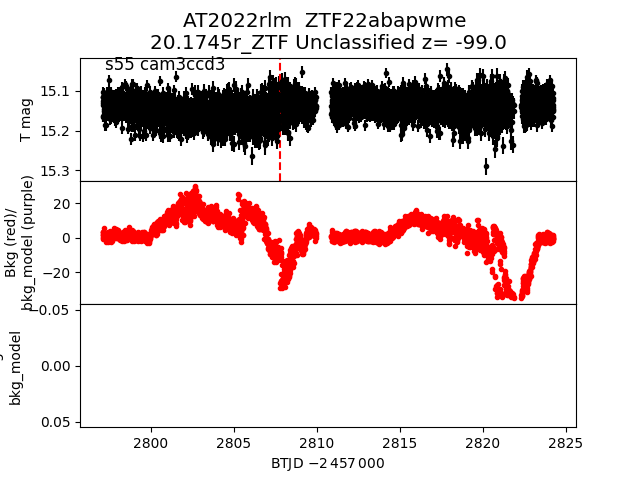 AT2022rlm ZTF22abapwme
20.1745r_ZTF Unclassified z= -99.0
s55 cam3ccd3
15.1
15.2
15.3
T mag
20
0
−20
Bkg (red)/
bkg_model (purple)
−0.05
0.00
0.05
bkg_model
2800 2805 2810 2815 2820 2825
BTJD −2 457 000